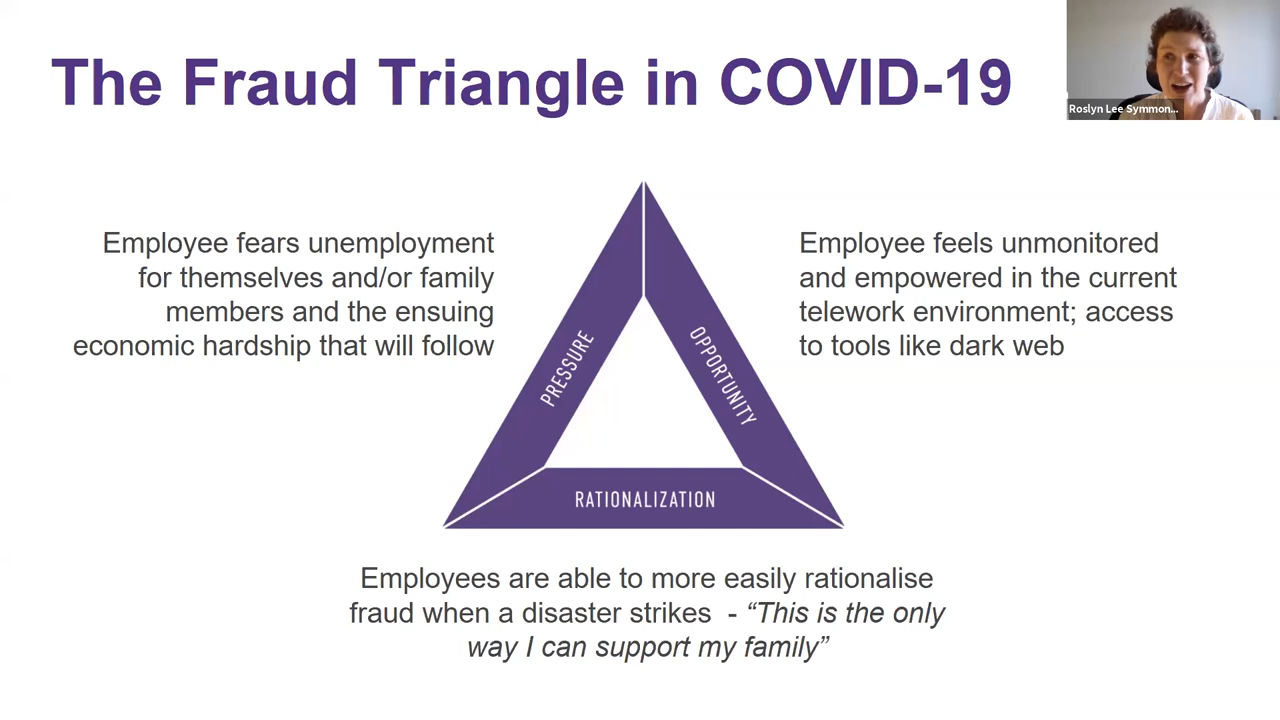 The Fraud Triangle in COVID-19
Roslyn Lee Symmon...
Employee fears unemployment
for themselves and/or family
members and the ensuing
economic hardship that will follow
PRESSURE
OPPORTUNITY
RATIONALIZATION
Employee feels unmonitored
and empowered in the current
telework environment; access
to tools like dark web
Employees are able to more easily rationalise
fraud when a disaster strikes - “This is the only
way I can support my family”